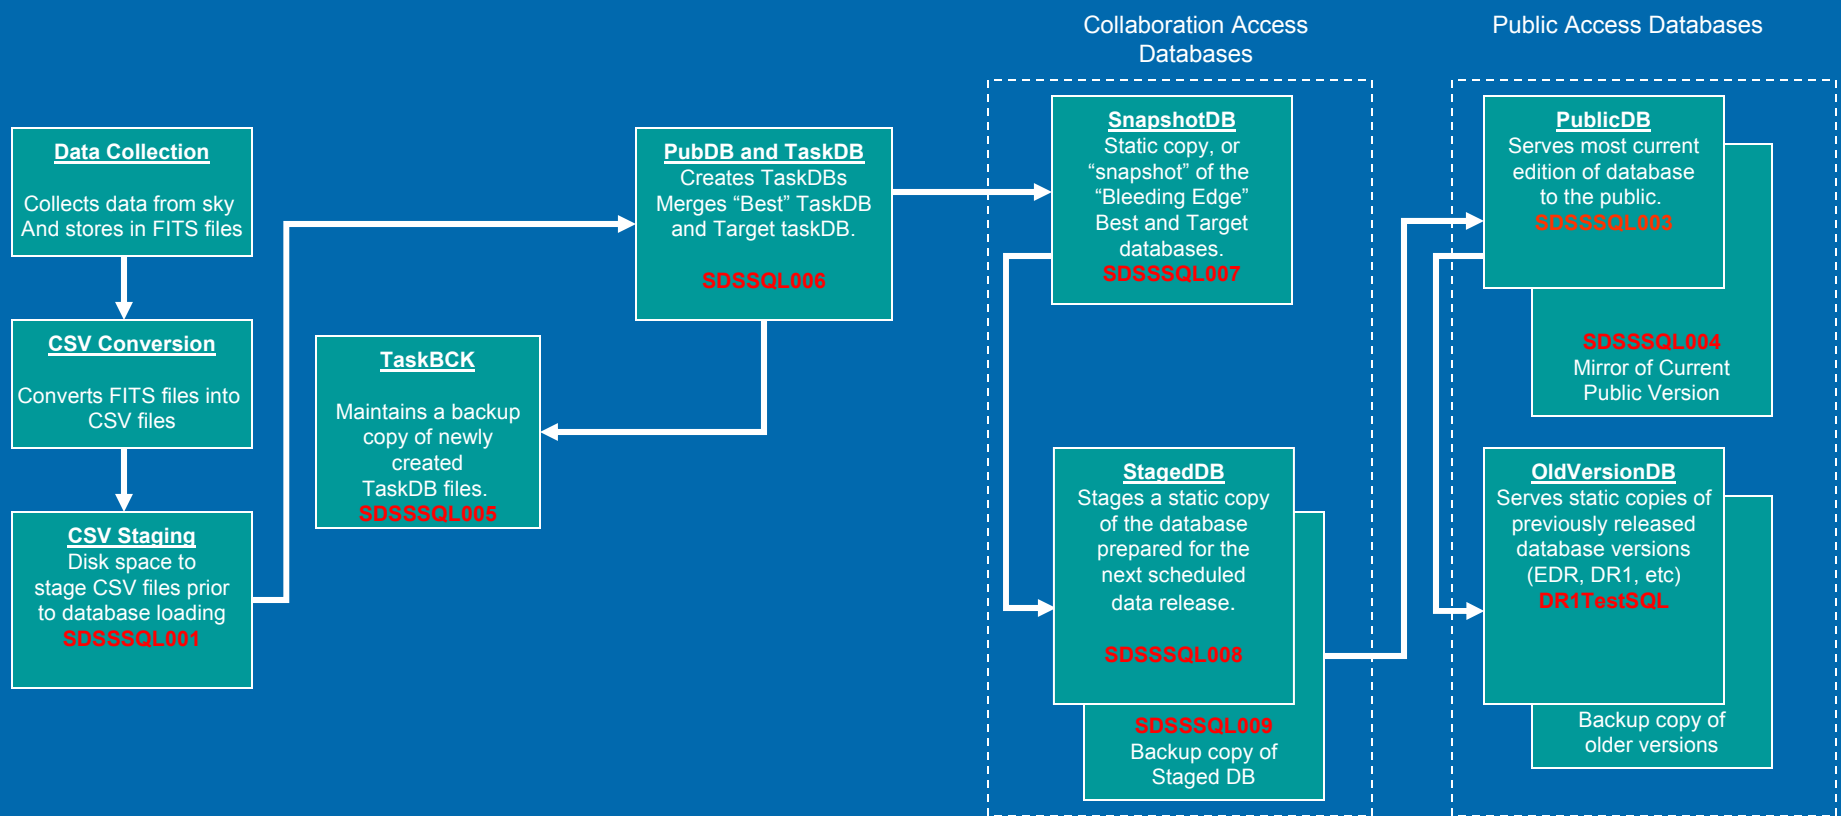 Collaboration Access
Databases
Public Access Databases
Data Collection
Collects data from sky
And stores in FITS files
CSV Conversion
Converts FITS files into
CSV files
CSV Staging
Disk space to
stage CSV files prior
to database loading
SDSSSQL001
TaskBCK
Maintains a backup
copy of newly
created
TaskDB files.
SDSSSQL005
PubDB and TaskDB
Creates TaskDBs
Merges “Best” TaskDB
and Target taskDB.
SDSSQL006
SnapshotDB
Static copy, or
“snapshot” of the
“Bleeding Edge”
Best and Target
databases.
SDSSSQL007
StagedDB
Stages a static copy
of the database
prepared for the
next scheduled
data release.
SDSSSQL008
SDSSSQL009
Backup copy of
Staged DB
PublicDB
Serves most current
edition of database
to the public.
SDSSSQL003
SDSSSQL004
Mirror of Current
Public Version
OldVersionDB
Serves static copies of
previously released
database versions
(EDR, DR1, etc)
DR1TestSQL
Backup copy of
older versions